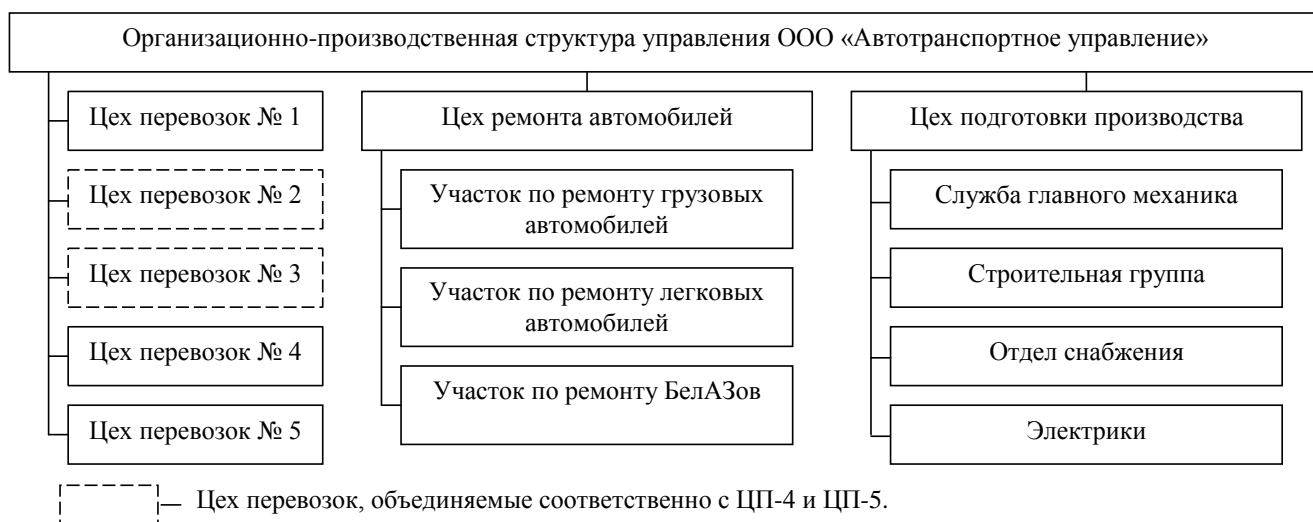 Организационно-производственная структура управления ООО «Автотранспортное управление»
Цех перевозок № 1
Цех перевозок № 2
Цех перевозок № 3
Цех перевозок № 4
Цех перевозок № 5
Цех ремонта автомобилей
Участок по ремонту грузовых
автомобилей
Участок по ремонту легковых
автомобилей
Участок по ремонту БелАЗов
Цех подготовки производства
Служба главного механика
Строительная группа
Отдел снабжения
Электрики
Цех перевозок, объединяемые соответственно с ЦП-4 и ЦП-5.